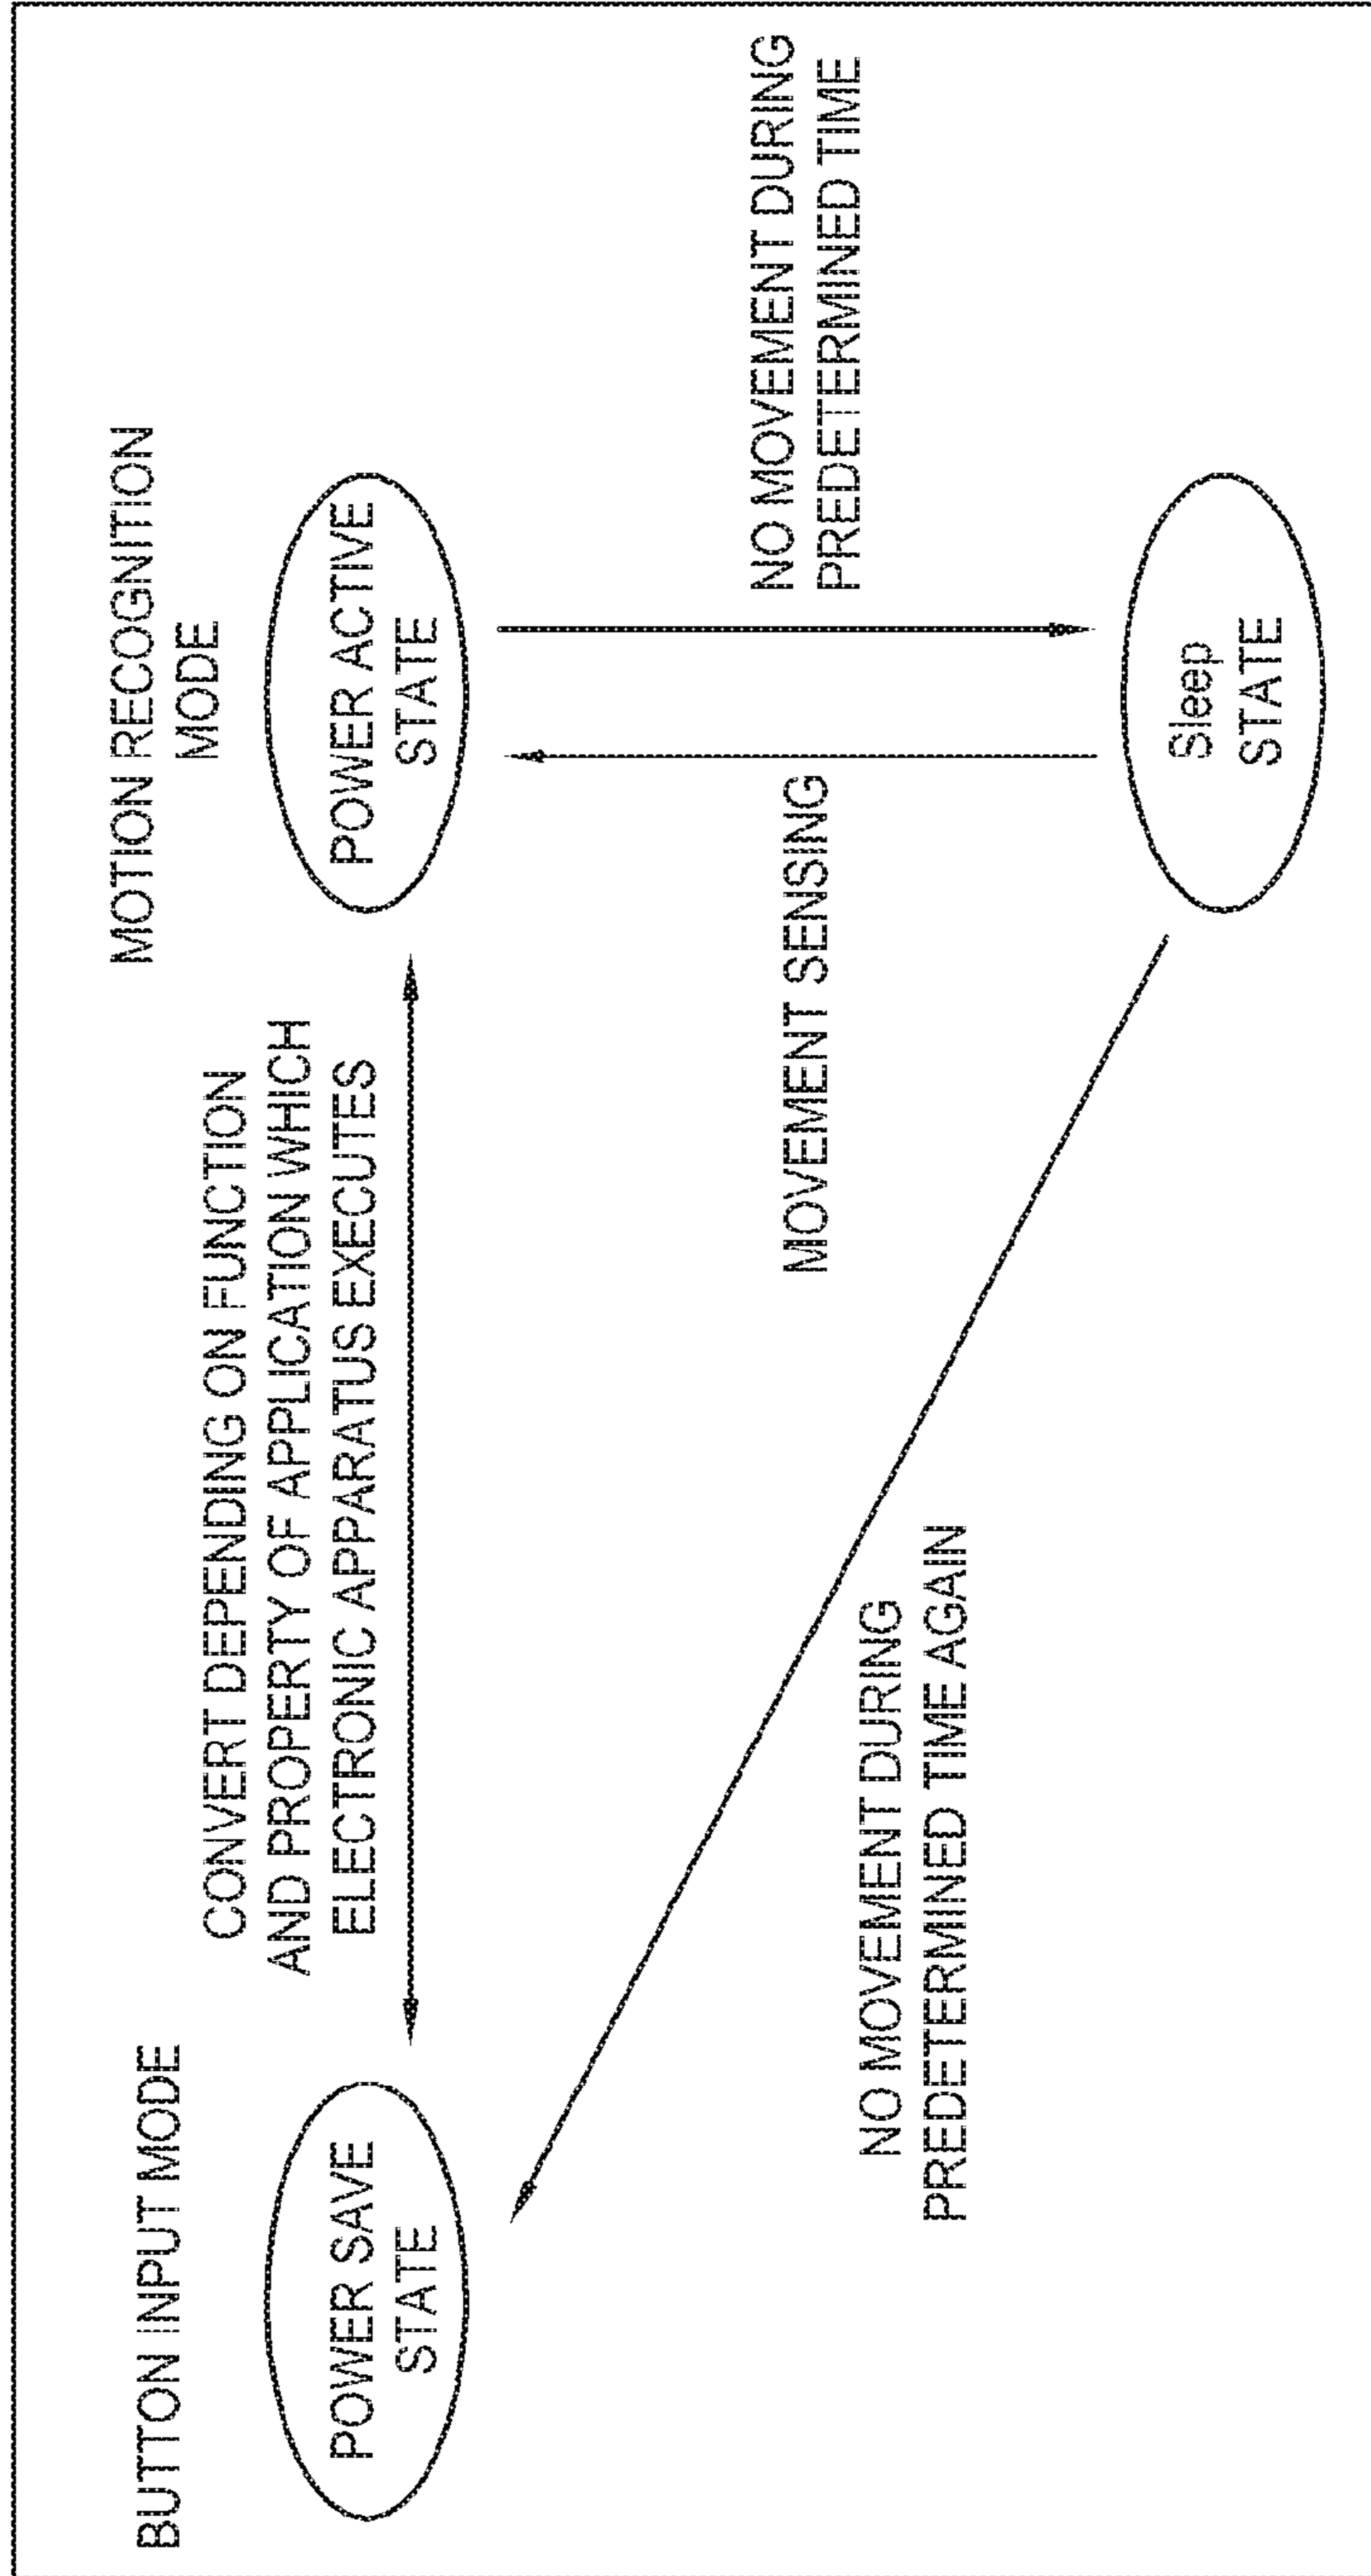 BUTTON INPUT MODE
POWER SAVE
STATE
CONVERT DEPENDING ON FUNCTION
AND PROPERTY OF APPLICATION WHICH
ELECTRONIC APPARATUS EXECUTES
MOTION RECOGNITION
MODE
POWER ACTIVE
STATE
NO MOVEMENT DURING
PREDETERMINED TIME
MOVEMENT SENSING
NO MOVEMENT DURING
PREDETERMINED TIME AGAIN
Sleep
STATE